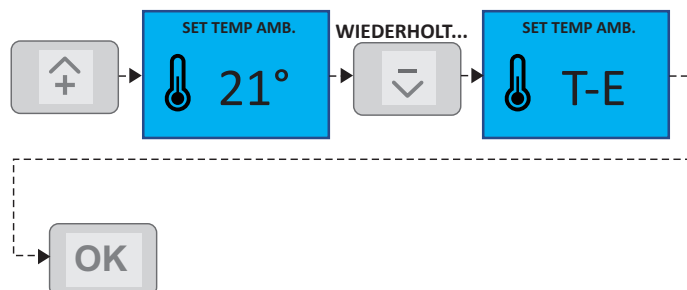 SET TEMP AMB.
21°
WIEDERHOLT...
SET TEMP AMB.
T-E
OK